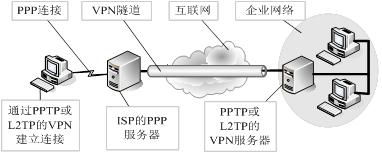 PPP连接
VPN隧道
互联网
企业网络
通过PPTP或
L2TP的VPN
建立连接
ISP的PPP
服务器
PPTP或
L2TP的
VPN服务器